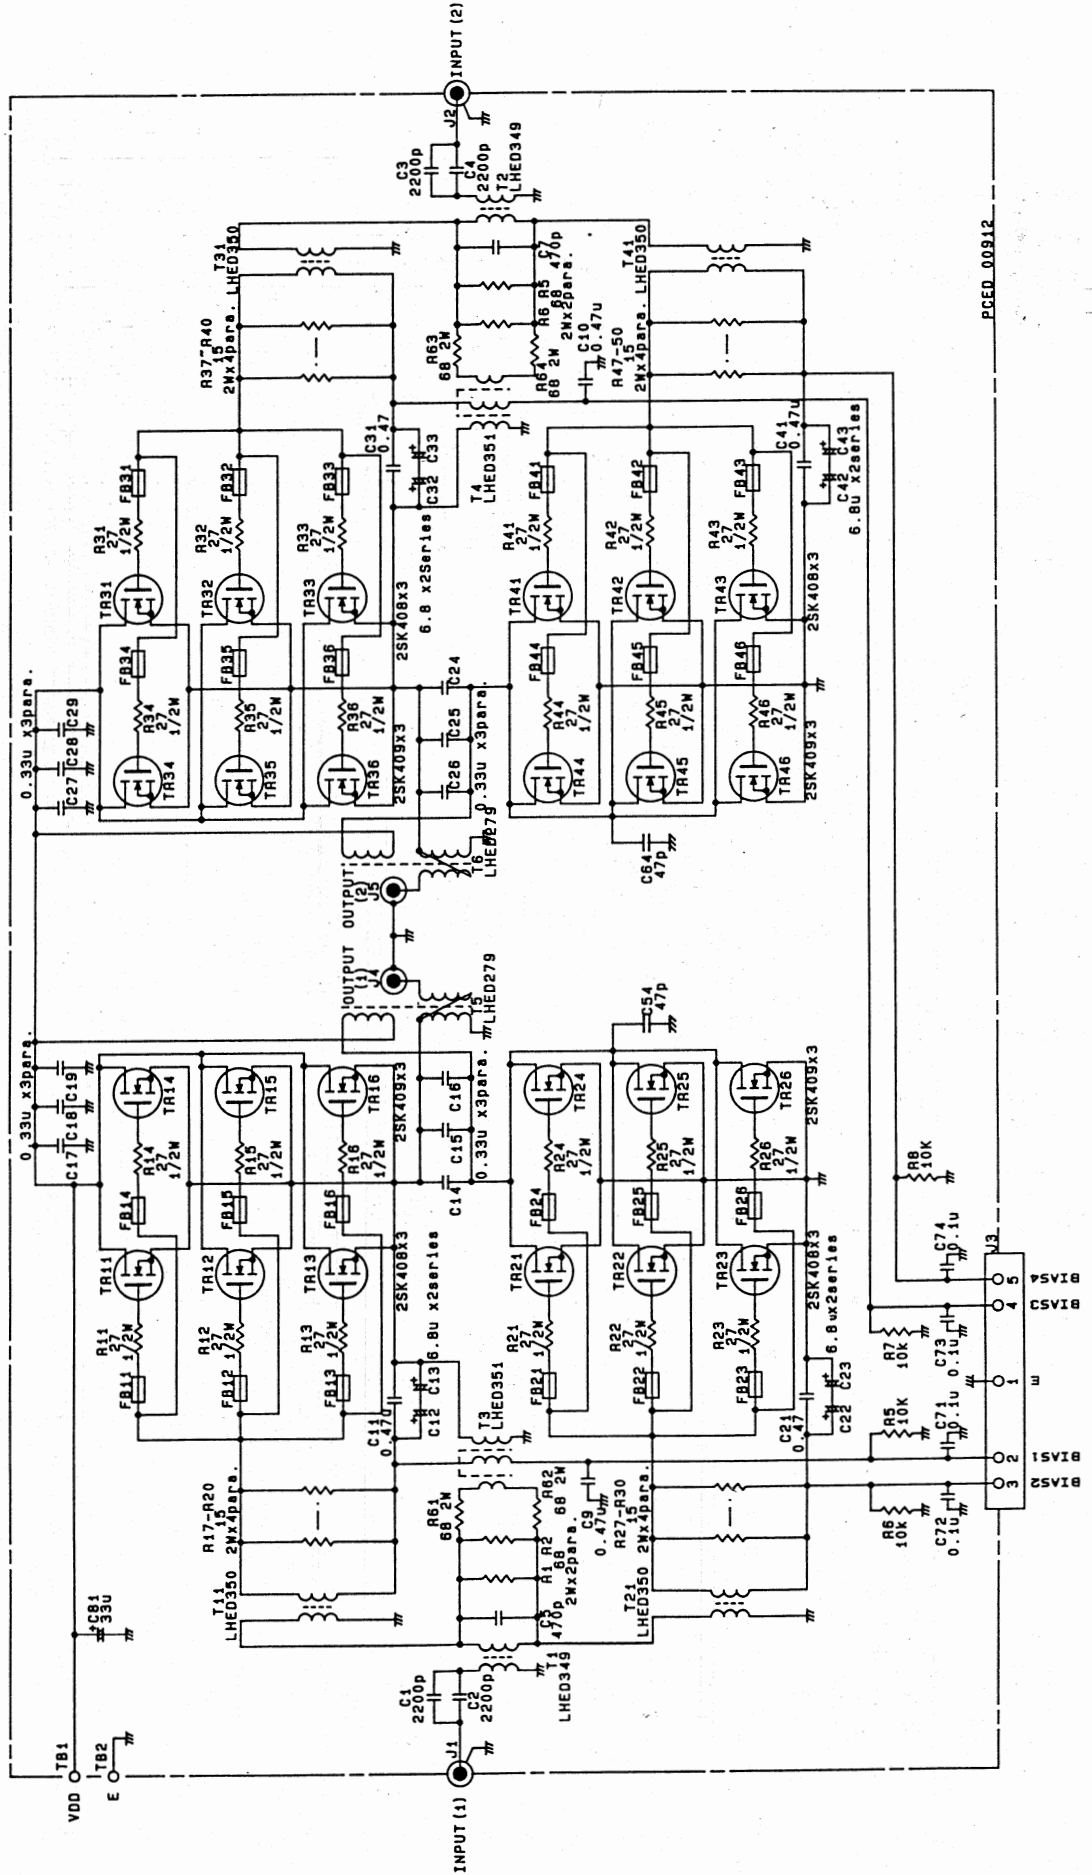 INPUT(2)
J2
C3
2200p
C4
2200p
T2
LHED349
PCED 00912
T31
LHED350
R37~R40
15
2Wx4para.
C7
470p
R6 R5
68
2Wx2para.
R63
68 2W
R64
68 2W
C10
0.47u
T41
LHED350
R47-50
15
2Wx4para.
C31
0.47
C32
C33
6.8 x2Series
T4
LHED351
C41
0.47u
C42
C43
6.8u x2series
FB31
R31
27
1/2W
TR31
FB32
R32
27
1/2W
TR32
FB33
R33
27
1/2W
TR33
2SK408x3
FB41
R41
27
1/2W
TR41
FB42
R42
27
1/2W
TR42
FB43
R43
27
1/2W
TR43
2SK408x3
FB34
R34
27
1/2W
TR34
FB35
R35
27
1/2W
TR35
FB36
R36
27
1/2W
TR36
2SK409x3
FB44
R44
27
1/2W
TR44
FB45
R45
27
1/2W
TR45
FB46
R46
27
1/2W
TR46
2SK409x3
0.33u x3para.
C27
C28
C29
C24
C25
C26
0.33u x3para.
C64
47p
T6
LHED279
OUTPUT
(2)
J5
OUTPUT
(1)
J4
T5
LHED279
C54
47p
0.33u x3para.
C17
C18
C19
C14
C15
C16
0.33u x3para.
TR14
R14
27
1/2W
FB14
TR15
R15
27
1/2W
FB15
TR16
R16
27
1/2W
FB16
2SK409x3
TR24
R24
27
1/2W
FB24
TR25
R25
27
1/2W
FB25
TR26
R26
27
1/2W
FB26
2SK409x3
TR11
R11
27
1/2W
FB11
TR12
R12
27
1/2W
FB12
TR13
R13
27
1/2W
FB13
2SK408x3
TR21
R21
27
1/2W
FB21
TR22
R22
27
1/2W
FB22
TR23
R23
27
1/2W
FB23
2SK408x3
C11
0.47u
C12
C13
6.8u x2series
T3
LHED351
C21
0.47
C22
C23
6.8ux2series
R17-R20
15
2Wx4para.
T11
LHED350
R61
68 2W
R62
68 2W
R1 R2
68
2Wx2para.
C5
470p
C9
0.47u
R27-R30
15
2Wx4para.
T21
LHED350
T1
LHED349
C1
2200p
C2
2200p
J1
INPUT(1)
C81
33u
TB1
VDD
TB2
E
R8
10K
C74
0.1u
R7
10k
C73
0.1u
R5
10K
C71
0.1u
R6
10k
C72
0.1u
J3
5
4
1
2
3
BIAS4
BIAS3
E
BIAS1
BIAS2